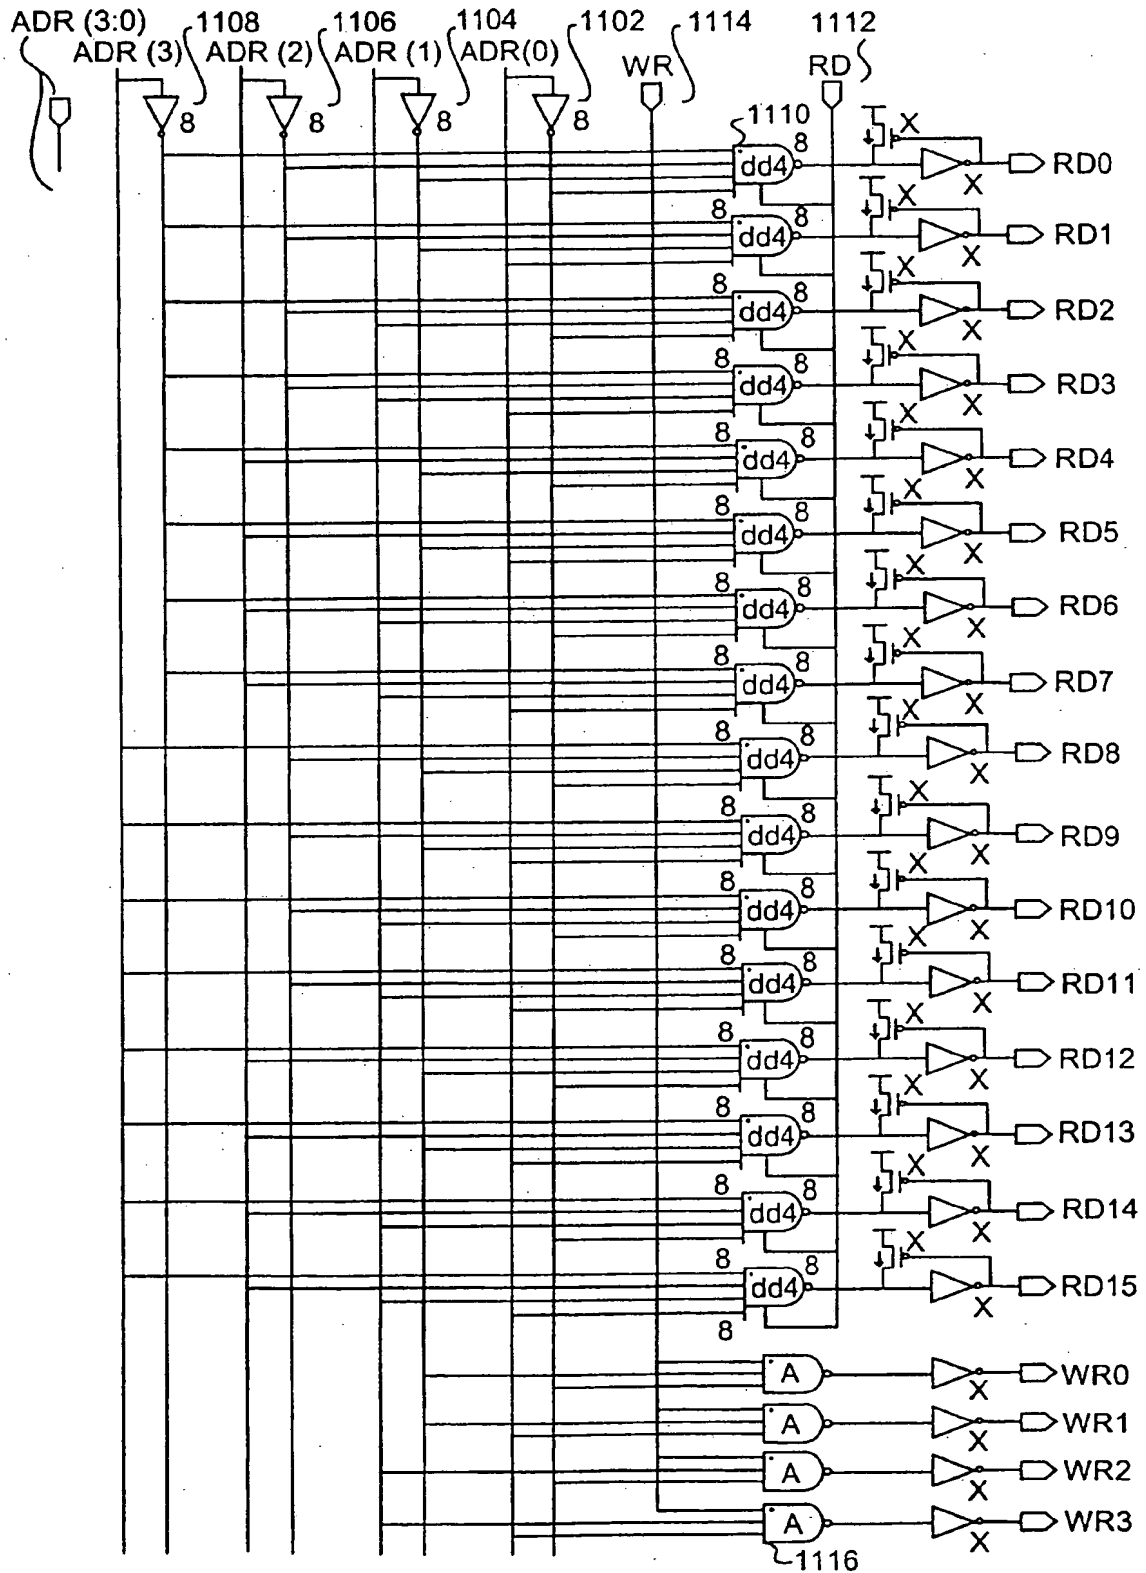 ADR (3:0) 1108 1106 1104 1102 1114 1112
ADR (3) ADR (2) ADR (1) ADR(0) WR RD
8 8 8 8
1110
dd4 8 X X RD0
8 dd4 8 X X RD1
8 dd4 8 X X RD2
8 dd4 8 X X RD3
8 dd4 8 X X RD4
8 dd4 8 X X RD5
8 dd4 8 X X RD6
8 dd4 8 X X RD7
8 dd4 8 X X RD8
8 dd4 8 X X RD9
8 dd4 8 X X RD10
8 dd4 8 X X RD11
8 dd4 8 X X RD12
8 dd4 8 X X RD13
8 dd4 8 X X RD14
8 dd4 8 X X RD15
8
A X WR0
A X WR1
A X WR2
A X WR3
1116